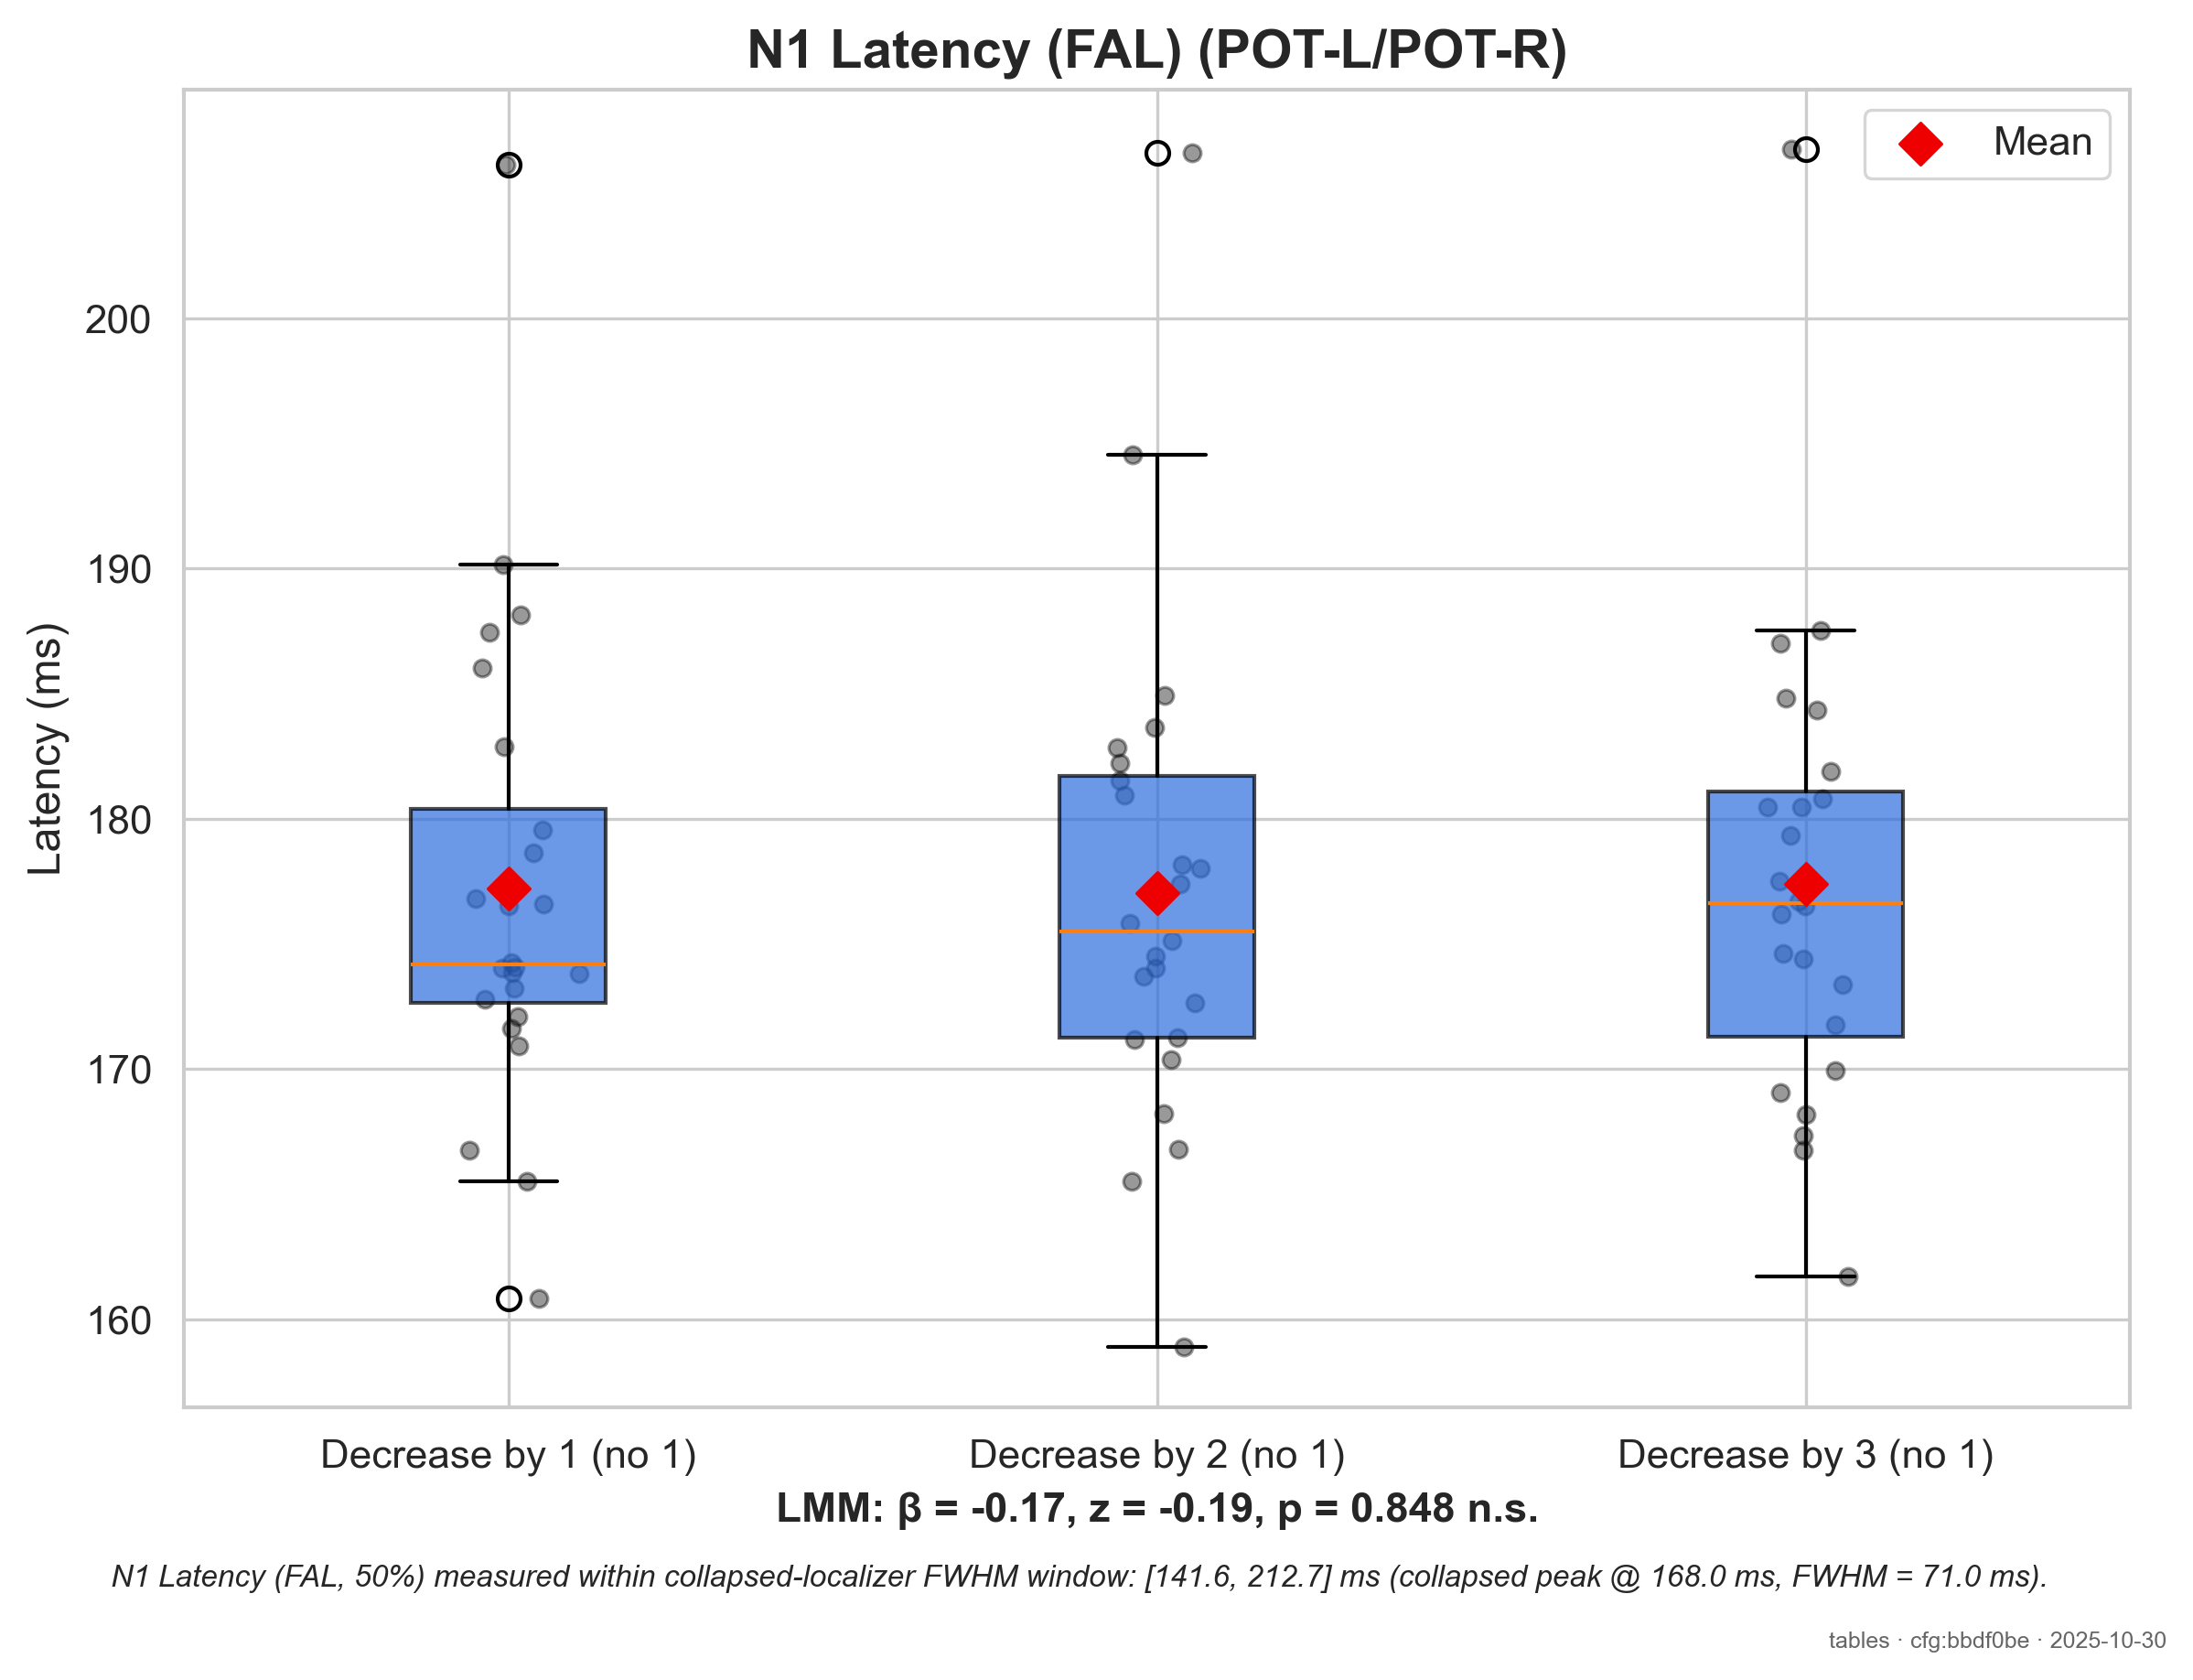 N1 Latency (FAL) (POT-L/POT-R)
Mean
Latency (ms)
200
190
180
170
160
Decrease by 1 (no 1)
Decrease by 2 (no 1)
Decrease by 3 (no 1)
LMM: β = -0.17, z = -0.19, p = 0.848 n.s.
N1 Latency (FAL, 50%) measured within collapsed-localizer FWHM window: [141.6, 212.7] ms (collapsed peak @ 168.0 ms, FWHM = 71.0 ms).
tables · cfg:bbdf0be · 2025-10-30